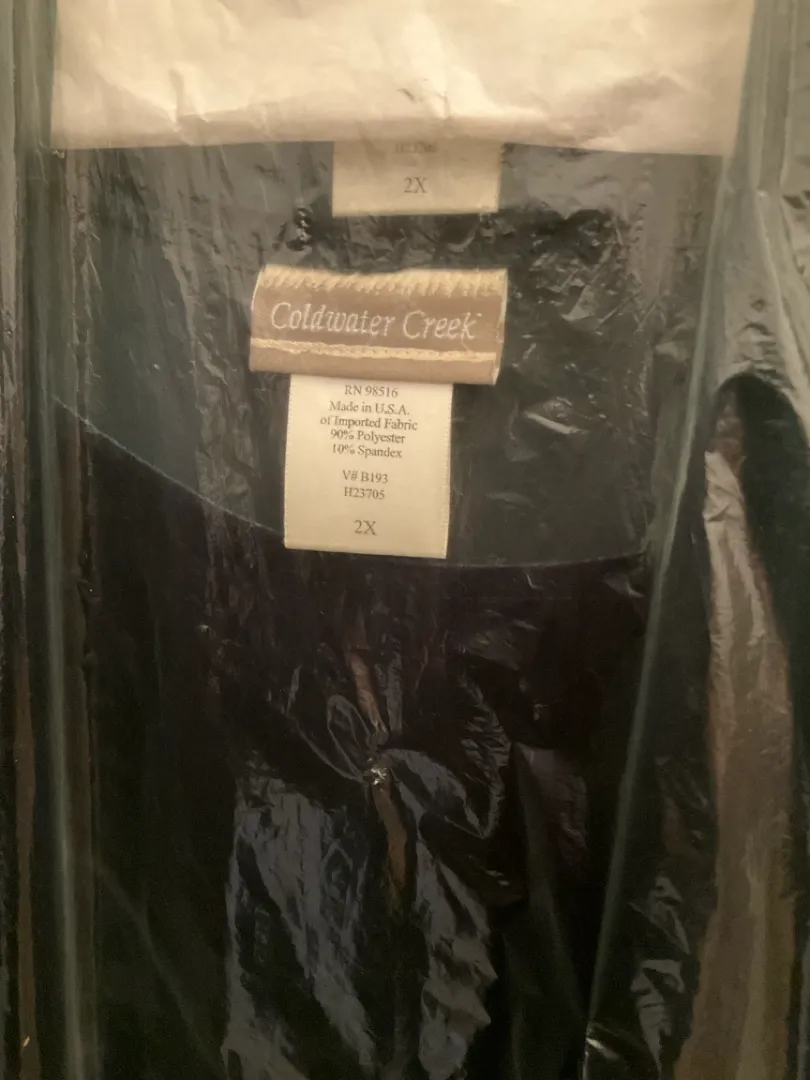 2X
Coldwater Creek
RN 98516
Made in U.S.A.
of Imported Fabric
90% Polyester
10% Spandex
V# B193
H23705
2X